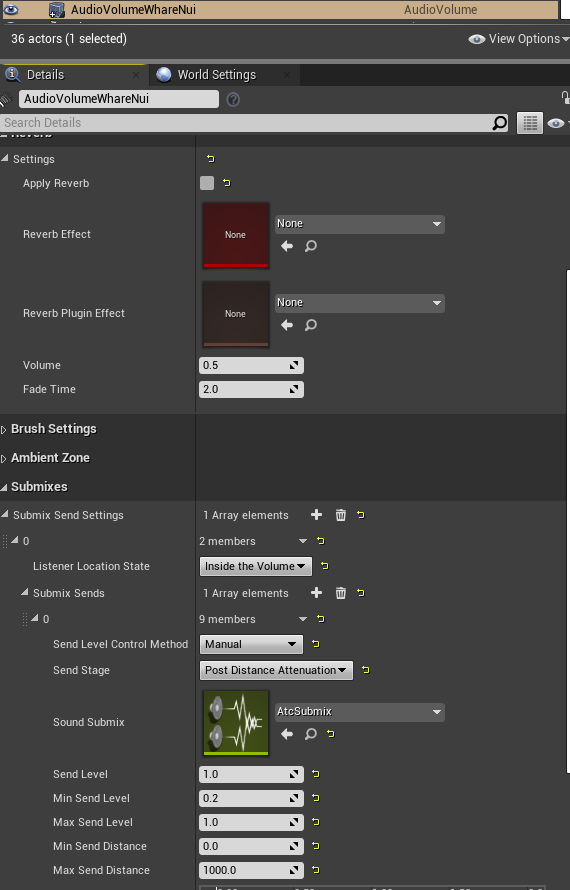 AudioVolumeWhareNui AudioVolume
36 actors (1 selected) View Options
Details World Settings
AudioVolumeWhareNui
Search Details
Reverb
Settings
Apply Reverb
Reverb Effect None None
Reverb Plugin Effect None None
Volume 0.5
Fade Time 2.0
Brush Settings
Ambient Zone
Submixes
Submix Send Settings 1 Array elements
0 2 members
Listener Location State Inside the Volume
Submix Sends 1 Array elements
0 9 members
Send Level Control Method Manual
Send Stage Post Distance Attenuation
Sound Submix AtcSubmix
Send Level 1.0
Min Send Level 0.2
Max Send Level 1.0
Min Send Distance 0.0
Max Send Distance 1000.0